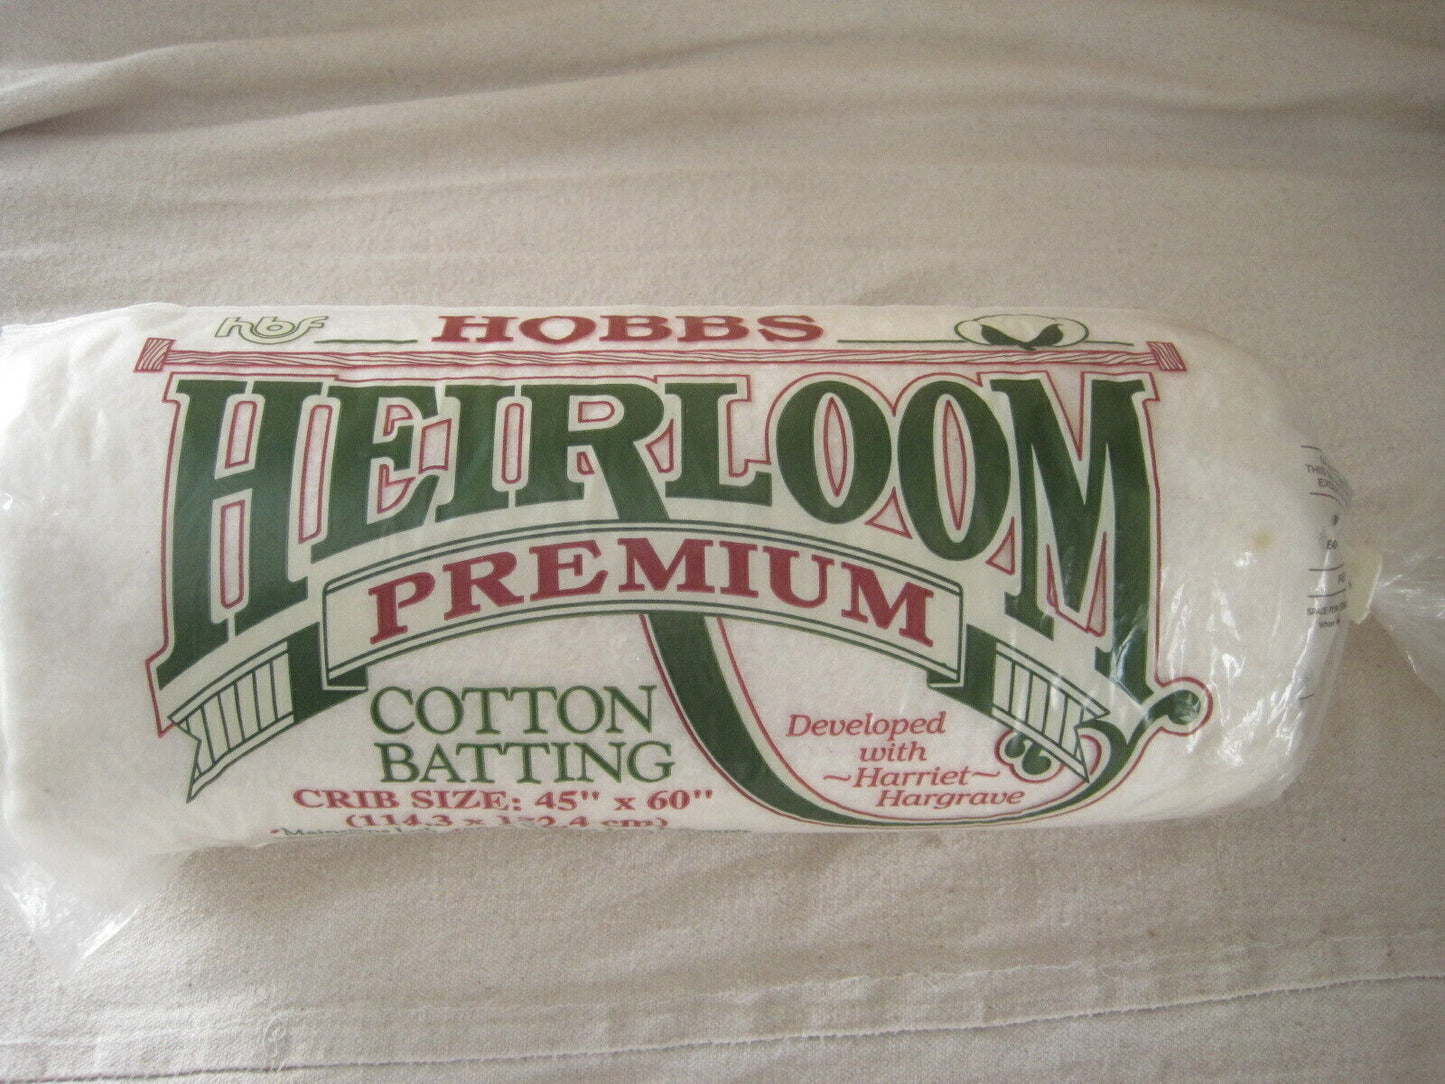 hbf
HOBBS
HEIRLOOM
PREMIUM
COTTON
BATTING
CRIB SIZE: 45" x 60"
Developed
with
~Harriet~
Hargrave